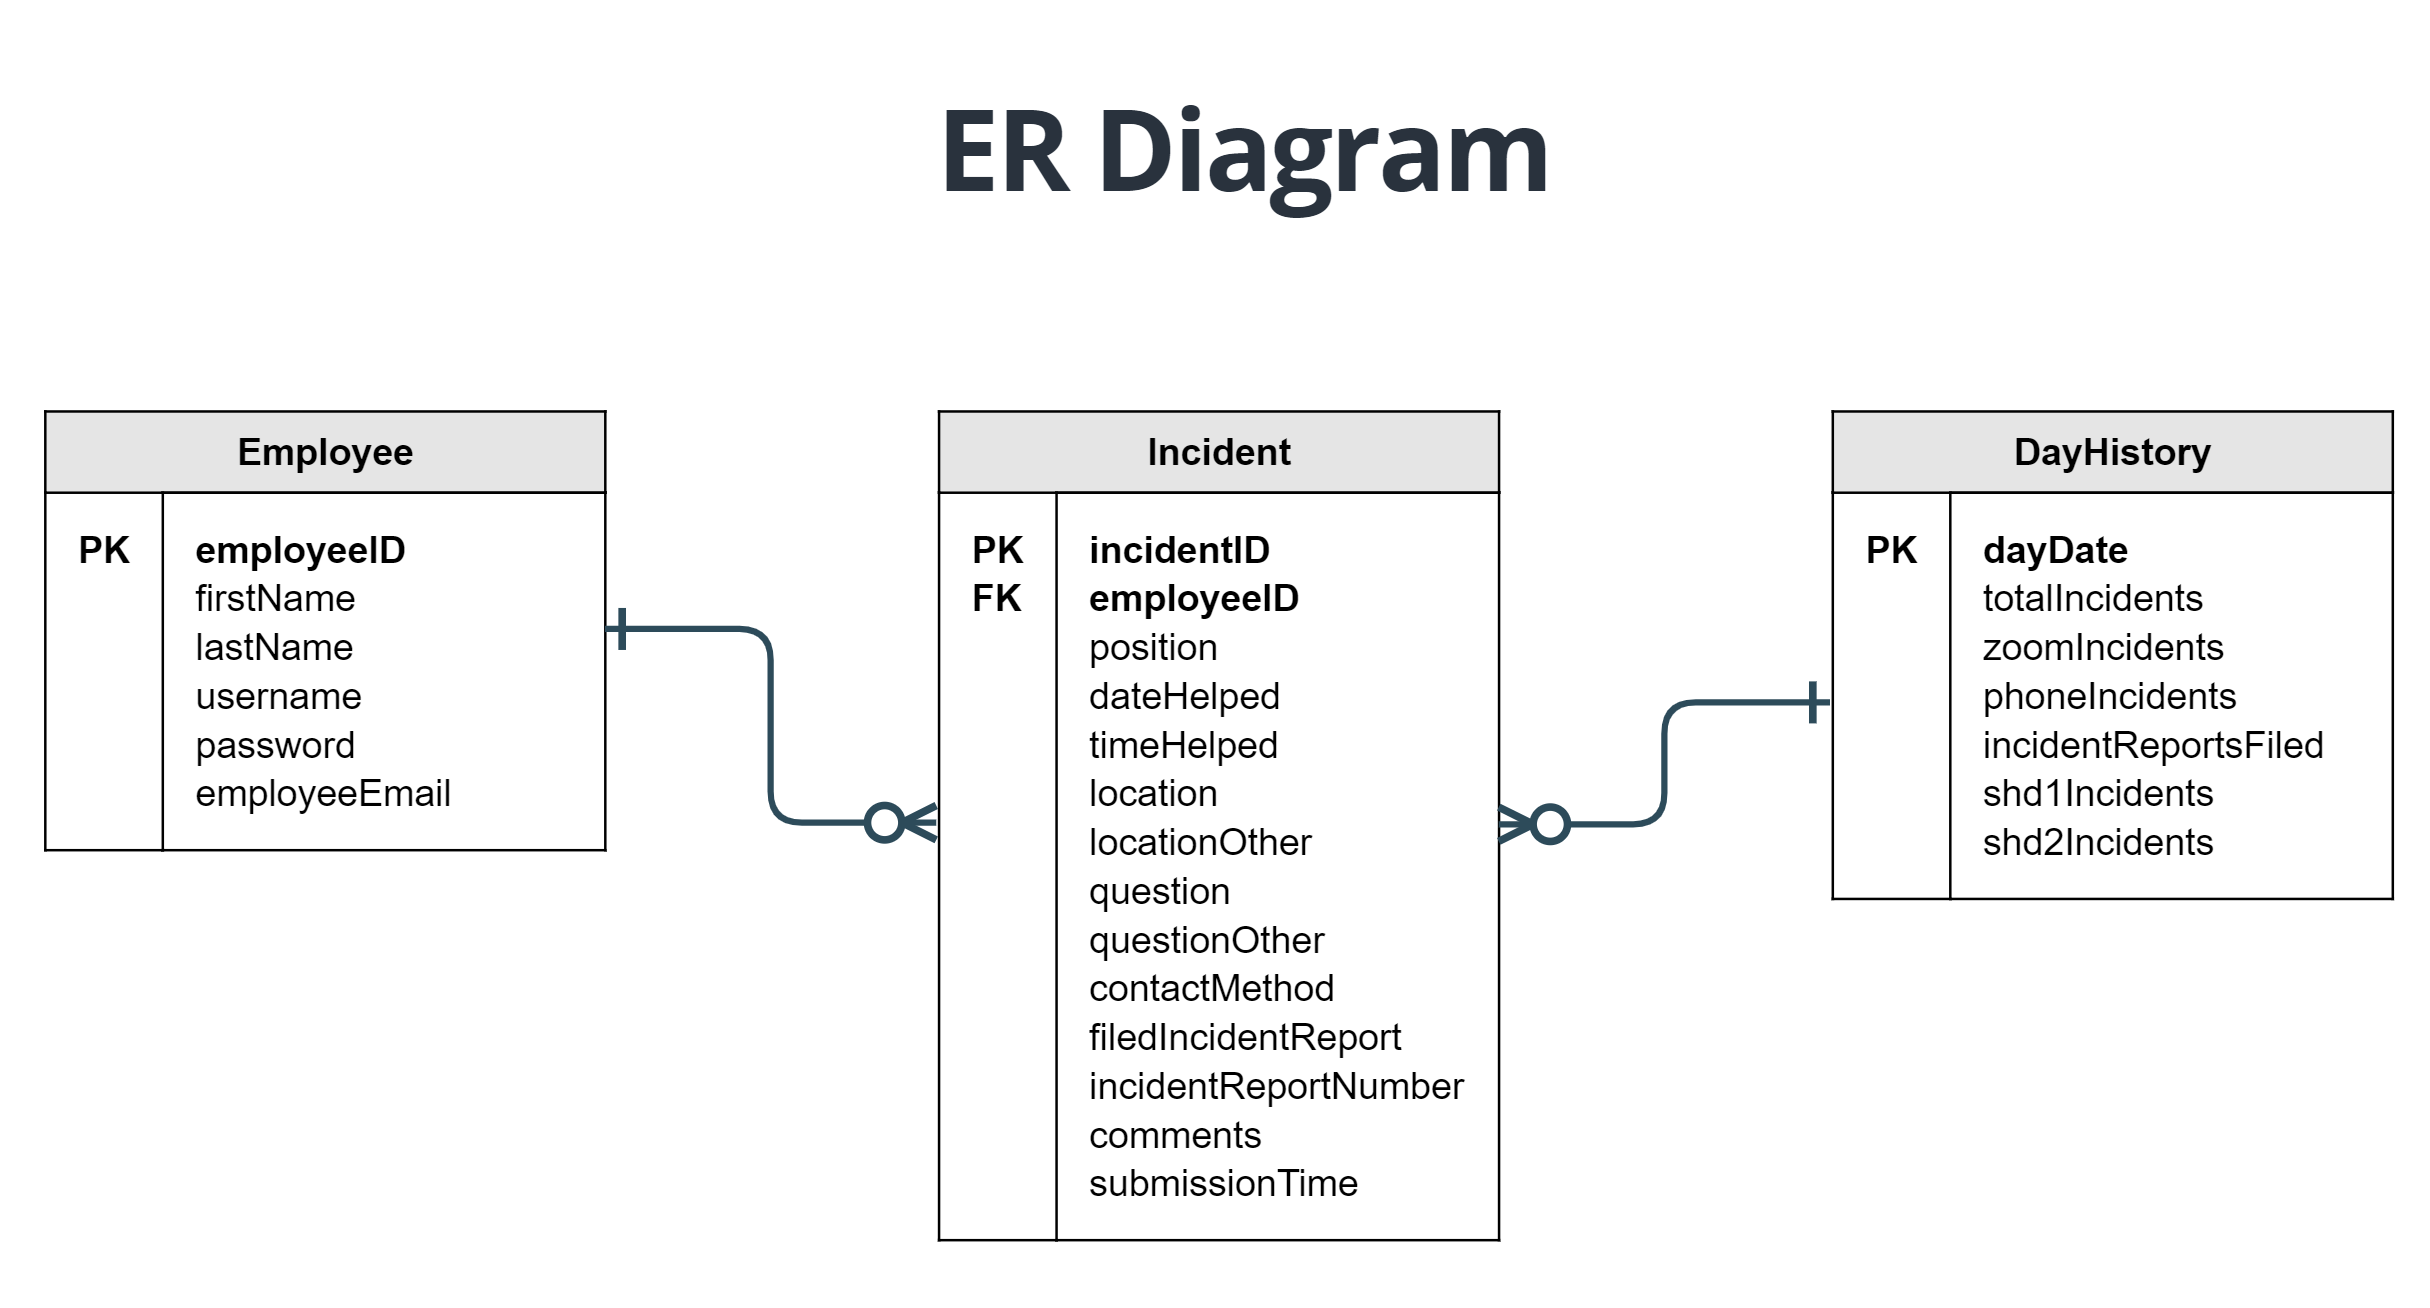 ER Diagram
Employee
PK employeeID
firstName
lastName
username
password
employeeEmail
Incident
PK incidentID
FK employeeID
position
dateHelped
timeHelped
location
locationOther
question
questionOther
contactMethod
filedIncidentReport
incidentReportNumber
comments
submissionTime
DayHistory
PK dayDate
totalIncidents
zoomIncidents
phoneIncidents
incidentReportsFiled
shd1Incidents
shd2Incidents